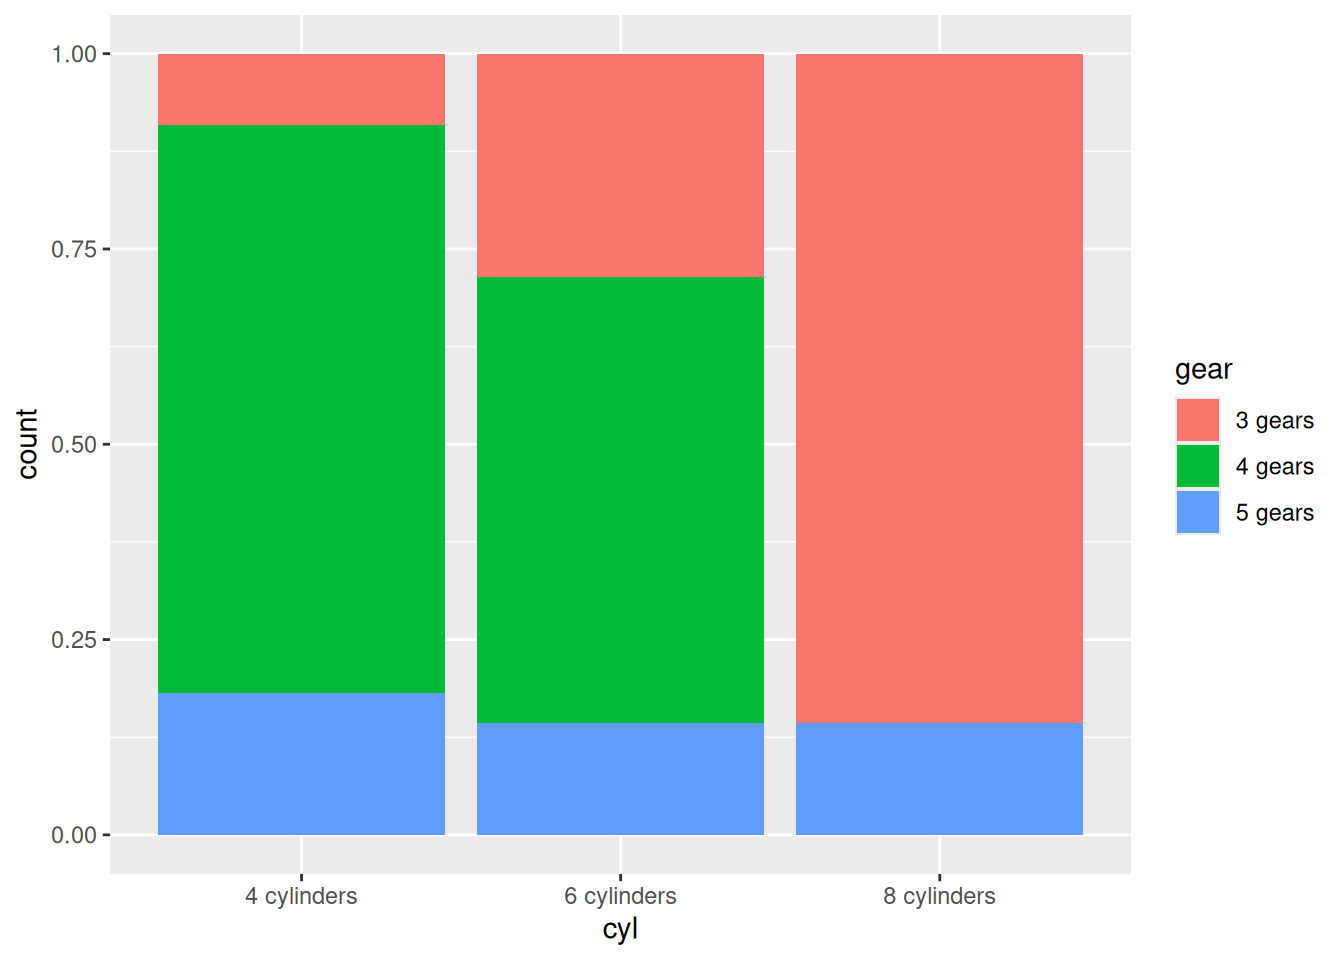 1.00
0.75
0.50
0.25
0.00
count
4 cylinders
6 cylinders
8 cylinders
cyl
gear
3 gears
4 gears
5 gears